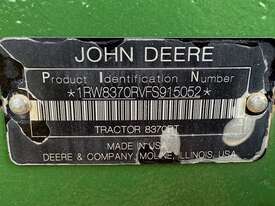 JOHN DEERE
Product Identification Number
*1RW8370RVFS915052*
TRACTOR 8370RT
MADE IN USA
DEERE & COMPANY, MOLINE, ILLINOIS, USA